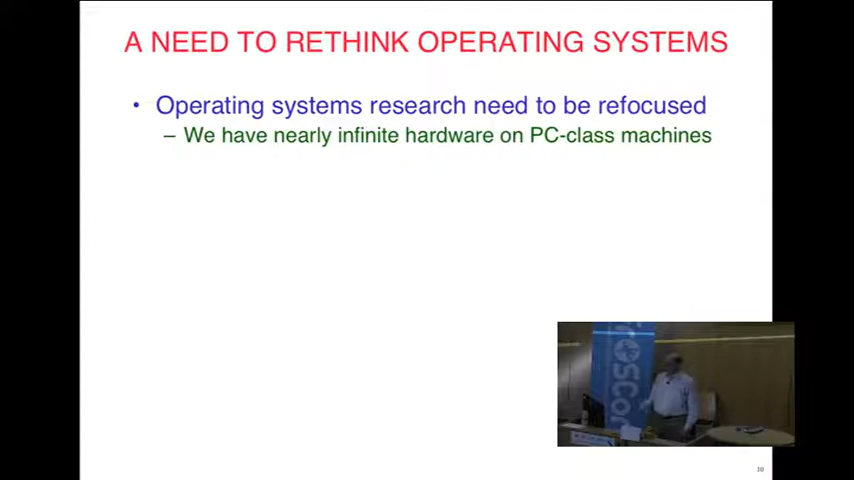 A NEED TO RETHINK OPERATING SYSTEMS
• Operating systems research need to be refocused
– We have nearly infinite hardware on PC-class machines
OSCon